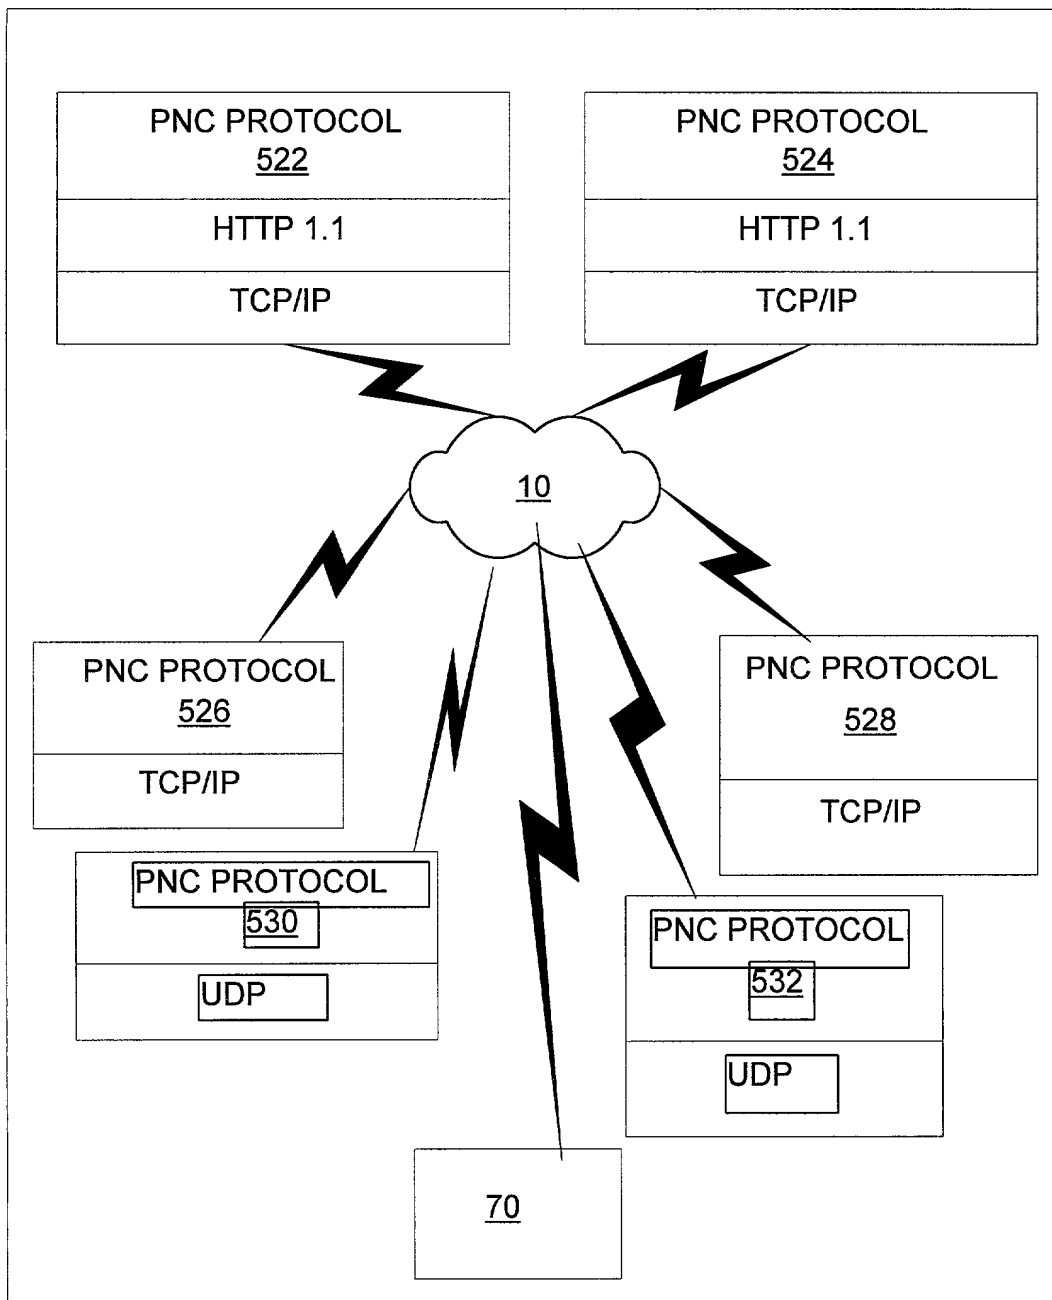 PNC PROTOCOL
522
HTTP 1.1
TCP/IP
PNC PROTOCOL
524
HTTP 1.1
TCP/IP
10
PNC PROTOCOL
526
TCP/IP
PNC PROTOCOL
528
TCP/IP
PNC PROTOCOL
530
UDP
PNC PROTOCOL
532
UDP
70